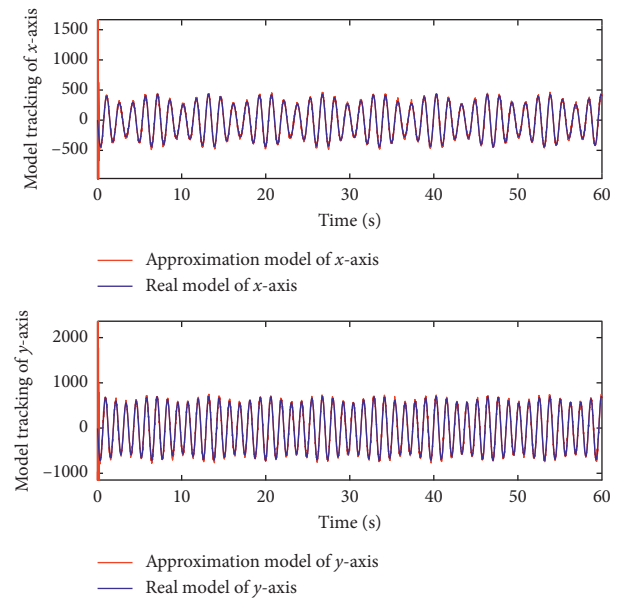 Model tracking of x-axis
1500
1000
500
0
−500
0 10 20 30 40 50 60
Time (s)
Approximation model of x-axis
Real model of x-axis
Model tracking of y-axis
2000
1000
0
−1000
0 10 20 30 40 50 60
Time (s)
Approximation model of y-axis
Real model of y-axis